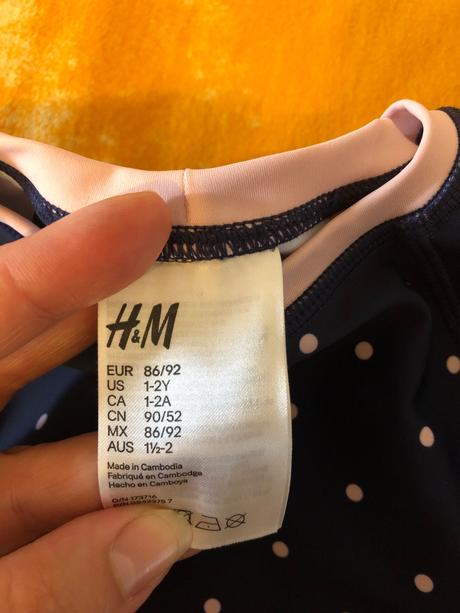 H&M
EUR 86/92
US 1-2Y
CA 1-2A
CN 90/52
MX 86/92
AUS 1½-2
Made in Cambodia
Fabriqué en Cambodge
Hecho en Camboya
O/N 173716